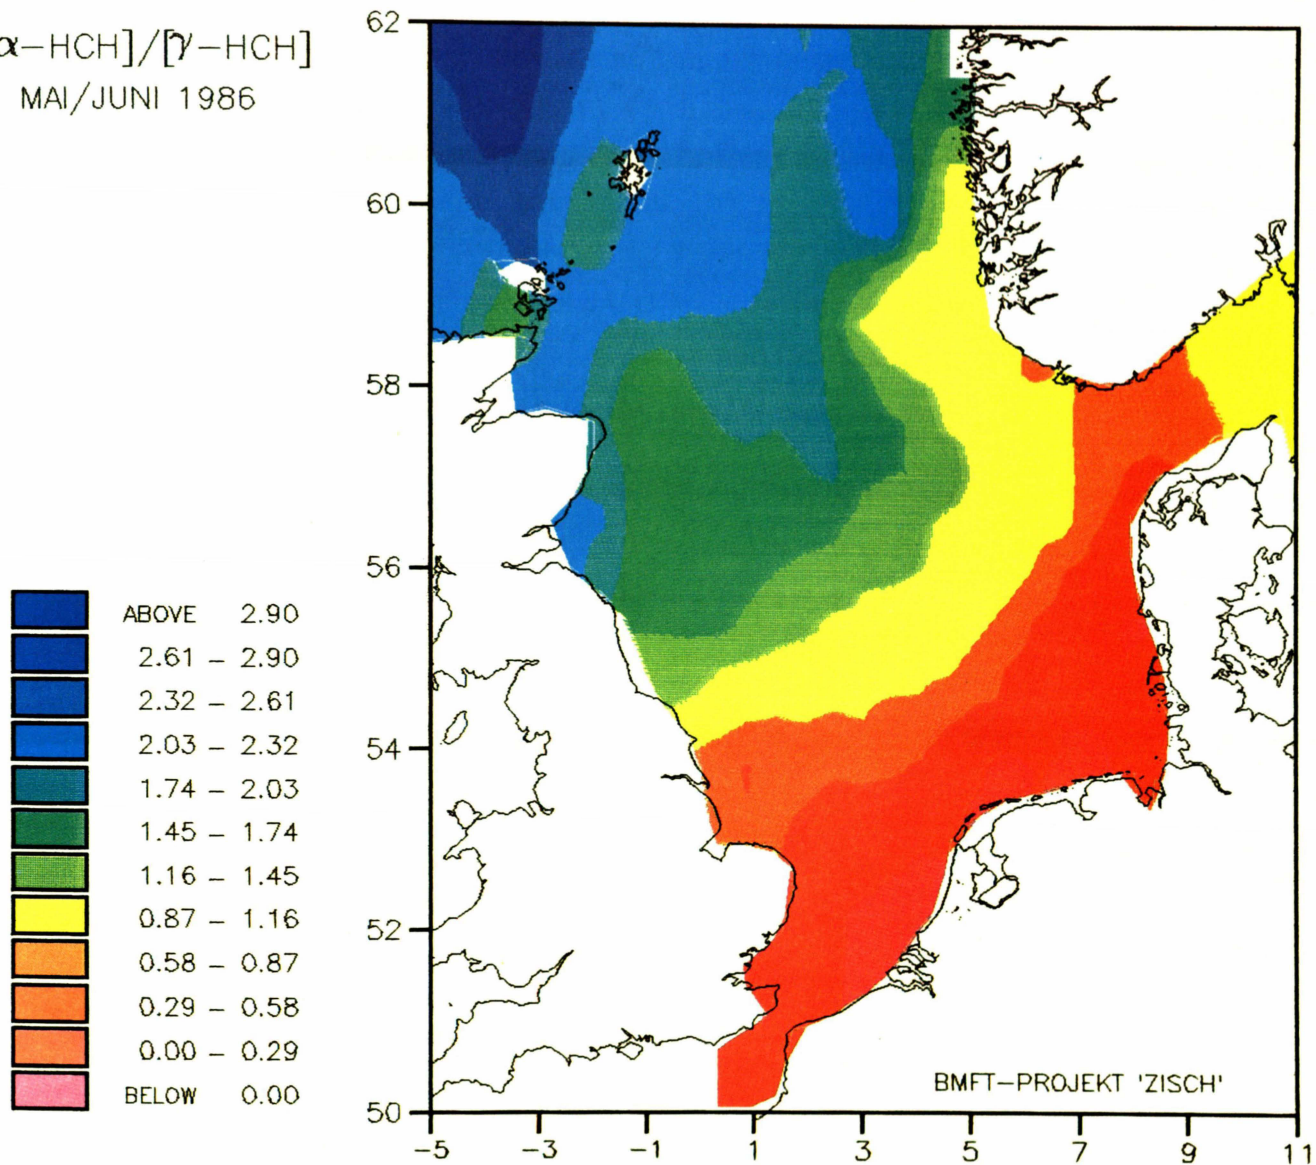 α-HCH]/[γ-HCH]
MAI/JUNI 1986
62
60
58
56
54
52
50
ABOVE 2.90
2.61 - 2.90
2.32 - 2.61
2.03 - 2.32
1.74 - 2.03
1.45 - 1.74
1.16 - 1.45
0.87 - 1.16
0.58 - 0.87
0.29 - 0.58
0.00 - 0.29
BELOW 0.00
BMFT-PROJEKT 'ZISCH'
-5 -3 -1 1 3 5 7 9 11